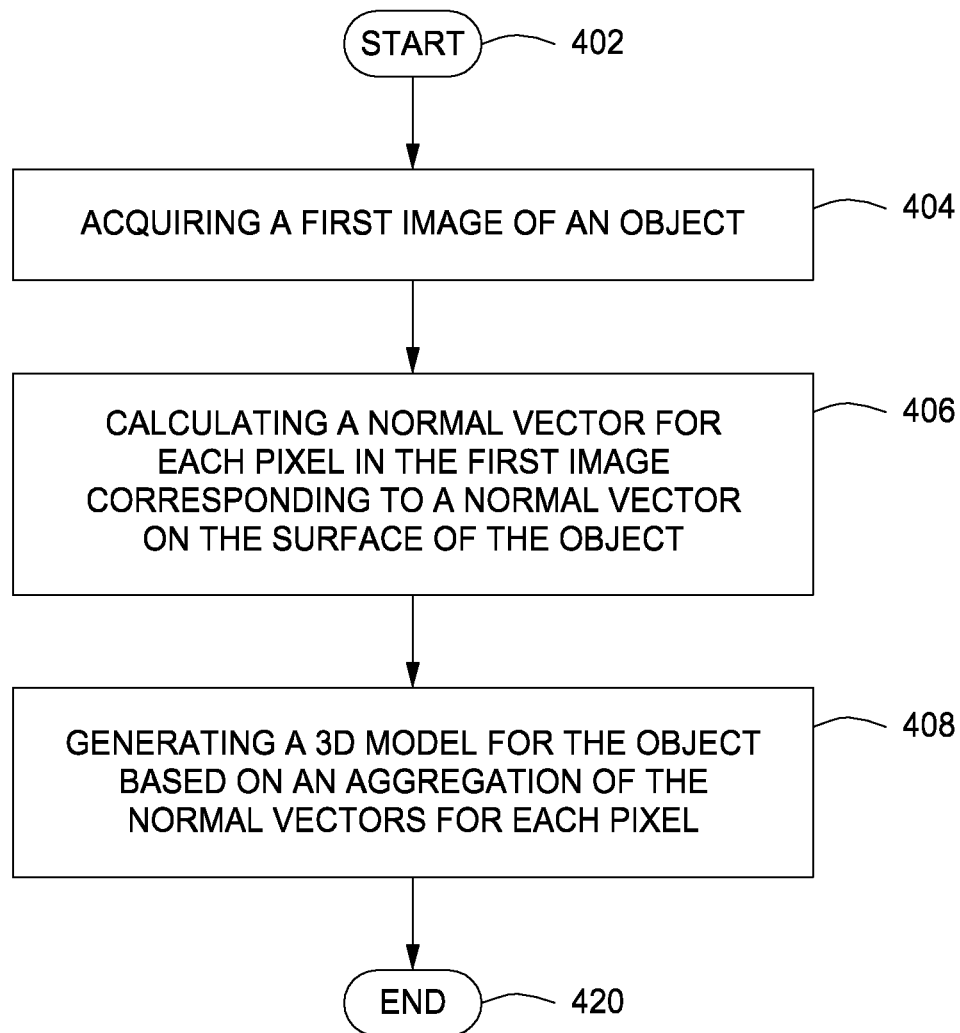 START
402
ACQUIRING A FIRST IMAGE OF AN OBJECT
404
CALCULATING A NORMAL VECTOR FOR
EACH PIXEL IN THE FIRST IMAGE
CORRESPONDING TO A NORMAL VECTOR
ON THE SURFACE OF THE OBJECT
406
GENERATING A 3D MODEL FOR THE OBJECT
BASED ON AN AGGREGATION OF THE
NORMAL VECTORS FOR EACH PIXEL
408
END
420